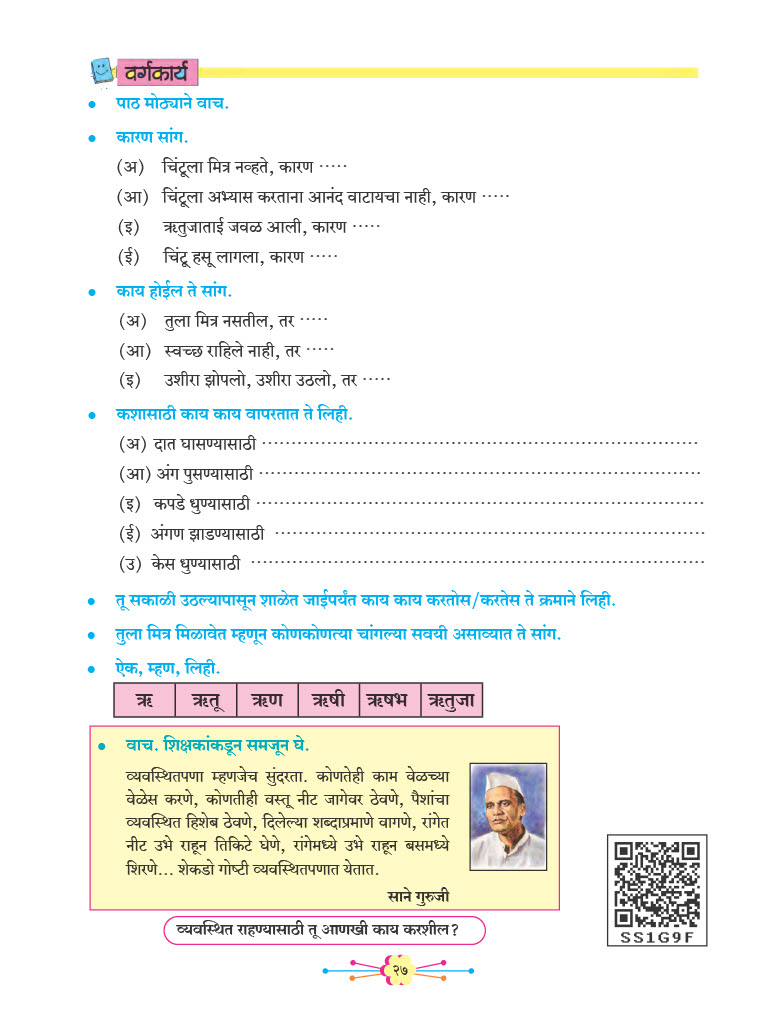 वर्गकार्य
• पाठ मोठ्याने वाच.
• कारण सांग.
(अ) चिंटूला मित्र नव्हते, कारण ·····
(आ) चिंटूला अभ्यास करताना आनंद वाटायचा नाही, कारण ·····
(इ) ऋतुजाताई जवळ आली, कारण ·····
(ई) चिंटू हसू लागला, कारण ·····
• काय होईल ते सांग.
(अ) तुला मित्र नसतील, तर ·····
(आ) स्वच्छ राहिले नाही, तर ·····
(इ) उशीरा झोपलो, उशीरा उठलो, तर ·····
• कशासाठी काय काय वापरतात ते लिही.
(अ) दात घासण्यासाठी ··········
(आ) अंग पुसण्यासाठी ··········
(इ) कपडे धुण्यासाठी ··········
(ई) अंगण झाडण्यासाठी ··········
(उ) केस धुण्यासाठी ··········
• तू सकाळी उठल्यापासून शाळेत जाईपर्यंत काय काय करतोस/करतेस ते क्रमाने लिही.
• तुला मित्र मिळावेत म्हणून कोणकोणत्या चांगल्या सवयी असाव्यात ते सांग.
• ऐक, म्हण, लिही.
ऋ ऋतू ऋण ऋषी ऋषभ ऋतुजा
• वाच. शिक्षकांकडून समजून घे.
व्यवस्थितपणा म्हणजेच सुंदरता. कोणतेही काम वेळच्या
वेळेस करणे, कोणतीही वस्तू नीट जागेवर ठेवणे, पैशांचा
व्यवस्थित हिशेब ठेवणे, दिलेल्या शब्दाप्रमाणे वागणे, रांगेत
नीट उभे राहून तिकिटे घेणे, रांगेमध्ये उभे राहून बसमध्ये
शिरणे... शेकडो गोष्टी व्यवस्थितपणात येतात.
साने गुरुजी
व्यवस्थित राहण्यासाठी तू आणखी काय करशील?
SS1G9F
२७